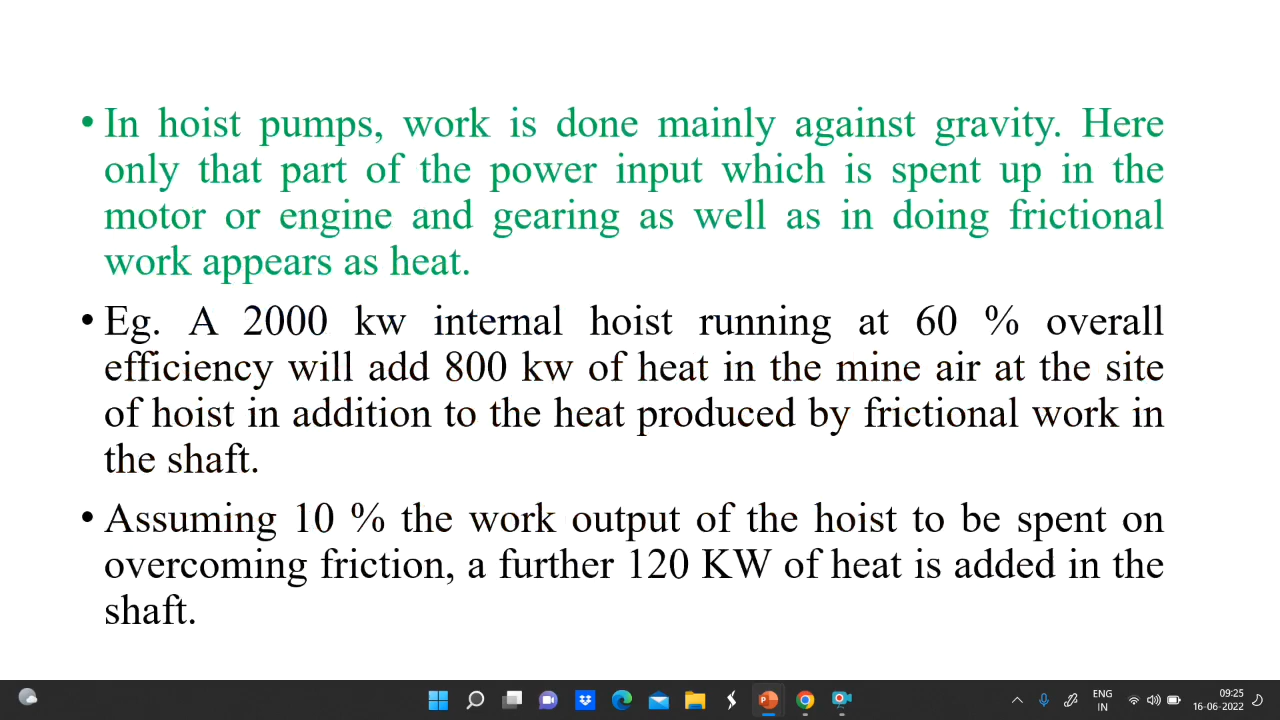 • In hoist pumps, work is done mainly against gravity. Here
only that part of the power input which is spent up in the
motor or engine and gearing as well as in doing frictional
work appears as heat.
• Eg. A 2000 kw internal hoist running at 60 % overall
efficiency will add 800 kw of heat in the mine air at the site
of hoist in addition to the heat produced by frictional work in
the shaft.
• Assuming 10 % the work output of the hoist to be spent on
overcoming friction, a further 120 KW of heat is added in the
shaft.
ENG
IN
09:25
16-06-2022